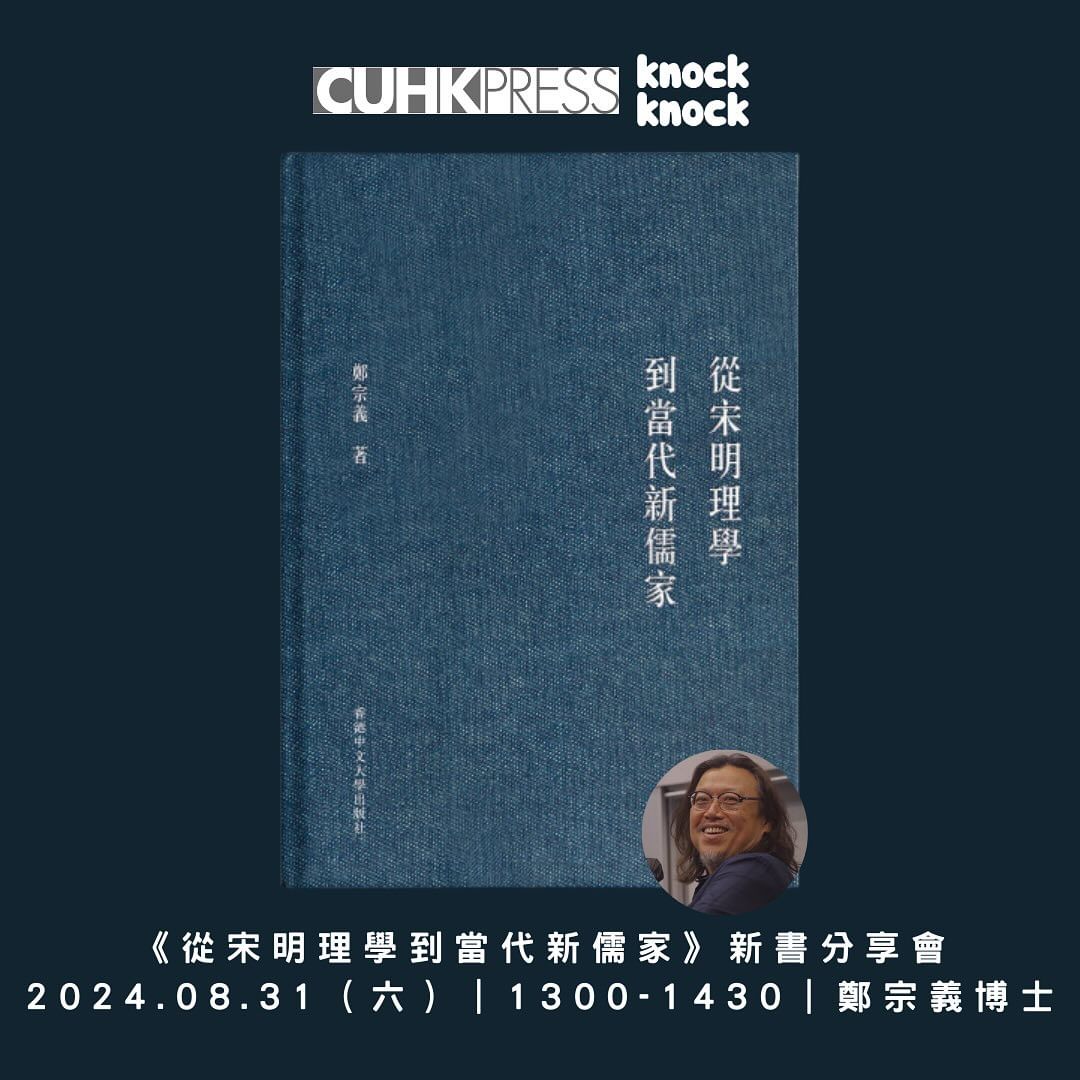 CUHKPRESS
knock
knock
從宋明理學
到當代新儒家
鄭宗義 著
香港中文大學出版社
《從宋明理學到當代新儒家》新書分享會
2024.08.31（六）｜1300-1430｜鄭宗義博士